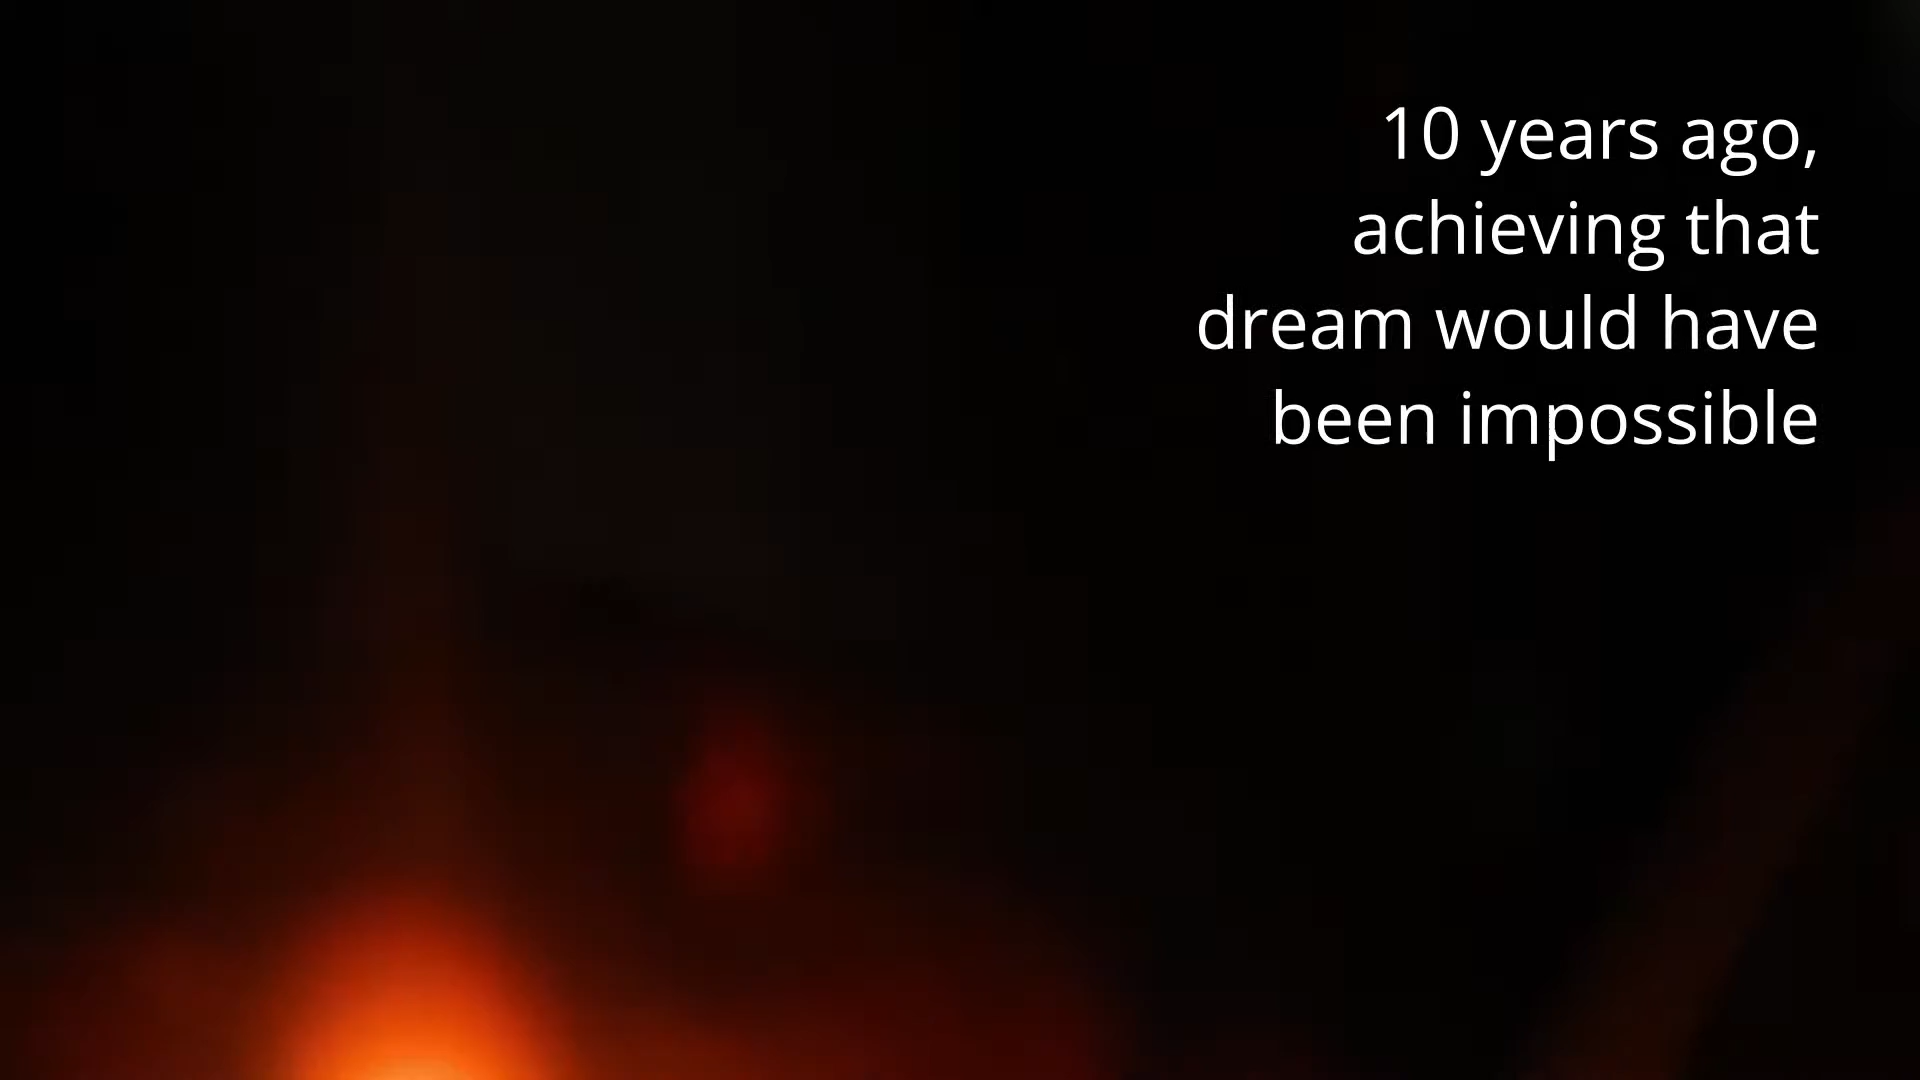 10 years ago,
achieving that
dream would have
been impossible